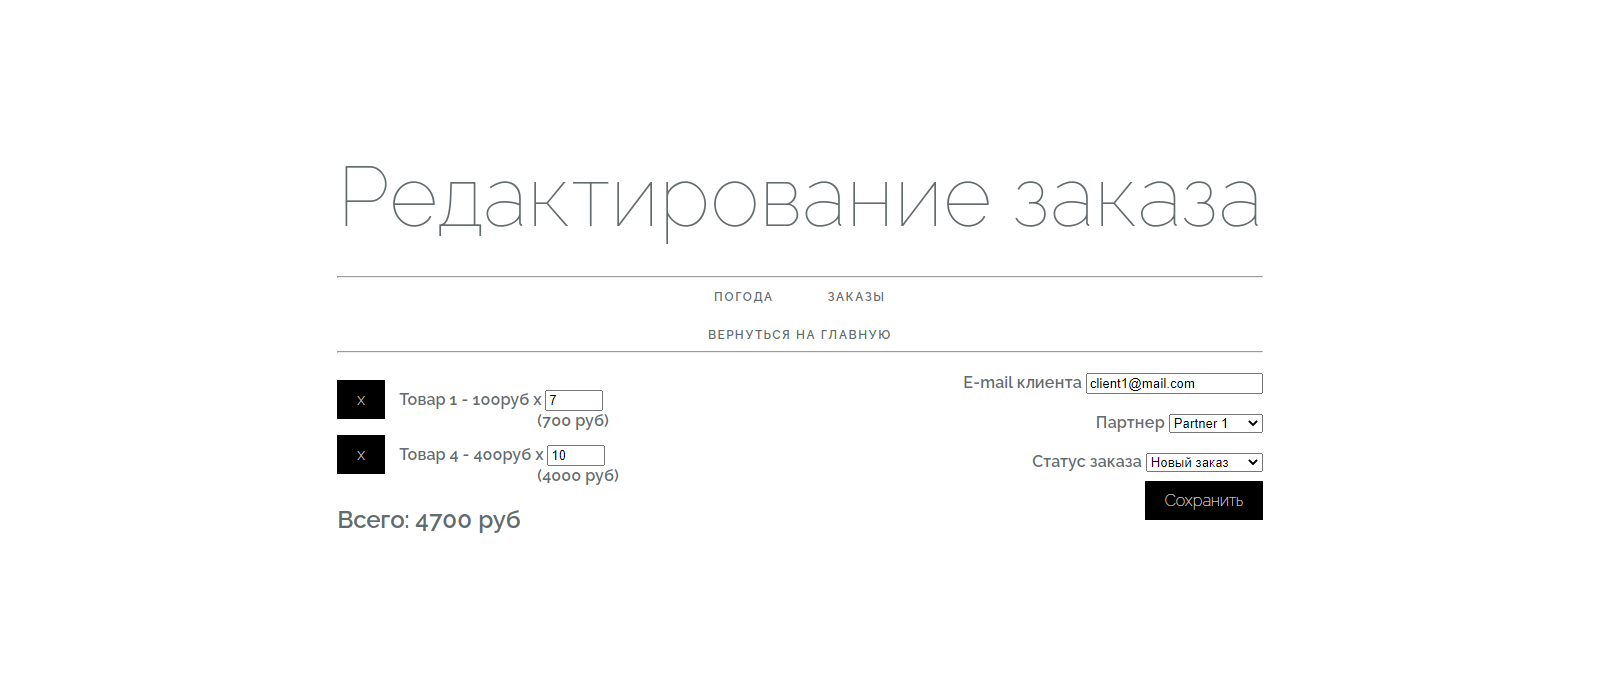 Редактирование заказа
ПОГОДА ЗАКАЗЫ
ВЕРНУТЬСЯ НА ГЛАВНУЮ
x Товар 1 - 100руб x 7
(700 руб)
x Товар 4 - 400руб x 10
(4000 руб)
Всего: 4700 руб
E-mail клиента client1@mail.com
Партнер Partner 1
Статус заказа Новый заказ
Сохранить